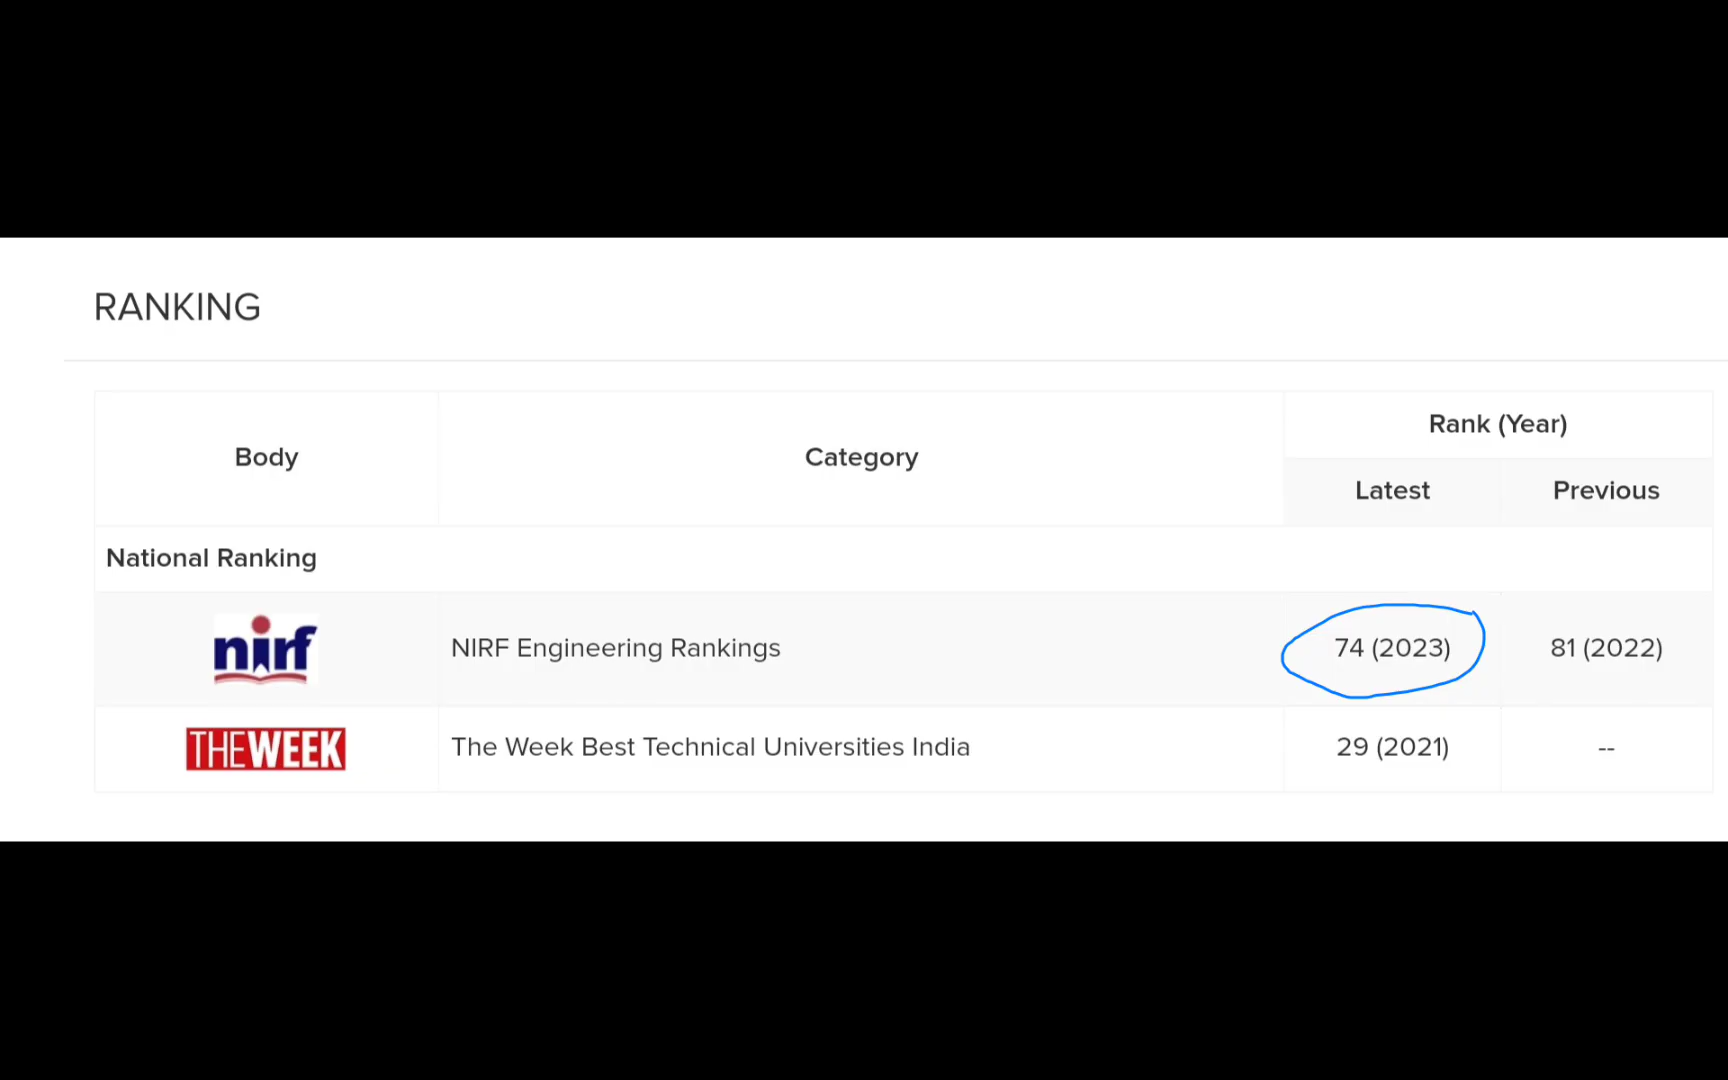 RANKING
Body
Category
Rank (Year)
Latest
Previous
National Ranking
nirf
NIRF Engineering Rankings
74 (2023)
81 (2022)
THEWEEK
The Week Best Technical Universities India
29 (2021)
--